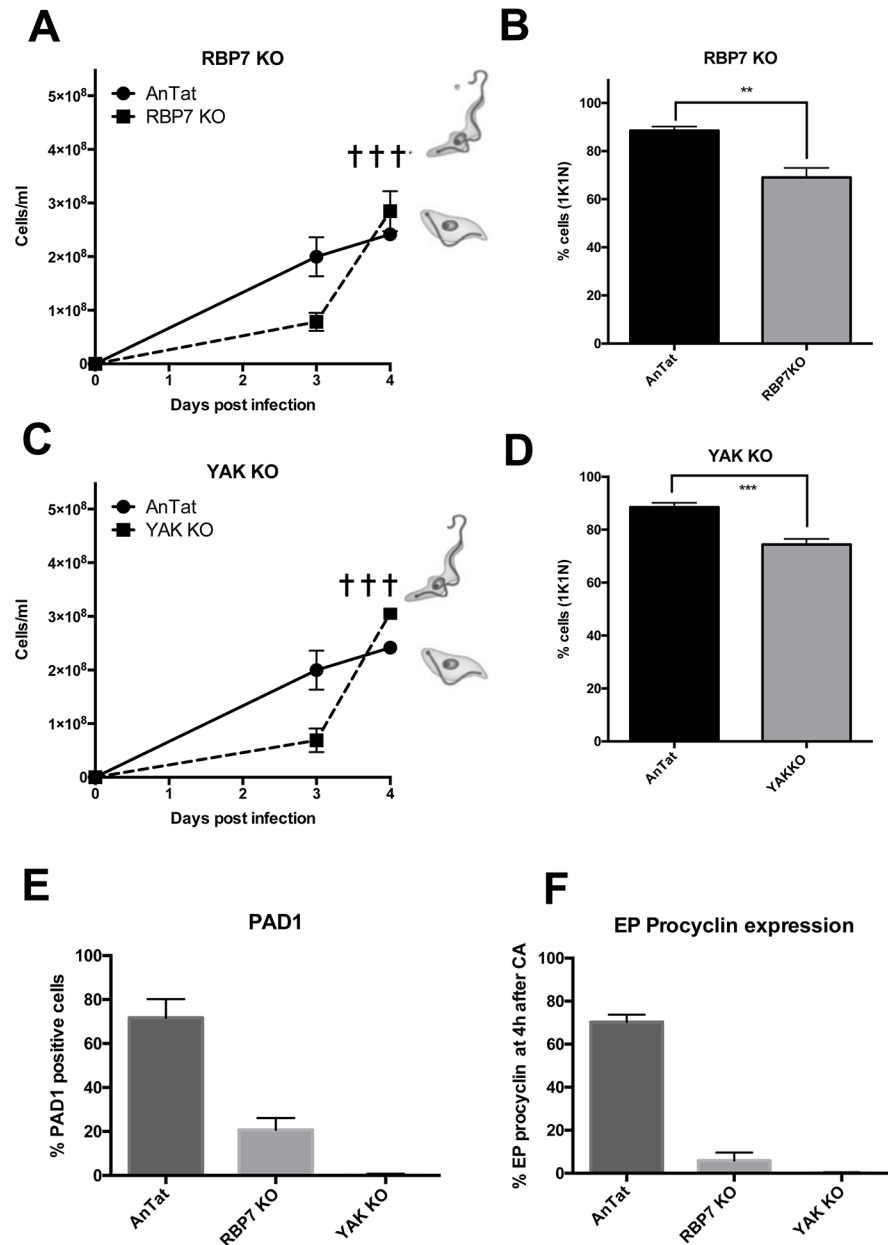 A
RBP7 KO
AnTat
RBP7 KO
5×10⁸
4×10⁸
3×10⁸
2×10⁸
1×10⁸
0
Cells/ml
†††
0 1 2 3 4
Days post infection
B
RBP7 KO
**
100
80
60
40
20
0
% cells (1K1N)
AnTat
RBP7KO
C
YAK KO
AnTat
YAK KO
5×10⁸
4×10⁸
3×10⁸
2×10⁸
1×10⁸
0
Cells/ml
†††
0 1 2 3 4
Days post infection
D
YAK KO
***
100
80
60
40
20
0
% cells (1K1N)
AnTat
YAKKO
E
PAD1
100
80
60
40
20
0
% PAD1 positive cells
AnTat
RBP7 KO
YAK KO
F
EP Procyclin expression
100
80
60
40
20
0
% EP procyclin at 4h after CA
AnTat
RBP7 KO
YAK KO